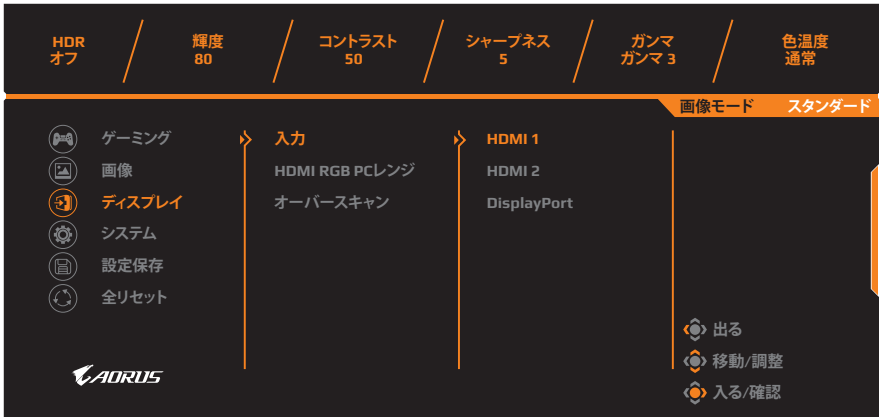 HDR 輝度 コントラスト シャープネス ガンマ 色温度
オフ 80 50 5 ガンマ 3 通常
画像モード スタンダード
ゲーミング 入力 HDMI 1
画像 HDMI RGB PCレンジ HDMI 2
ディスプレイ オーバースキャン DisplayPort
システム
設定保存
全リセット
出る
移動/調整
AORUS
入る/確認